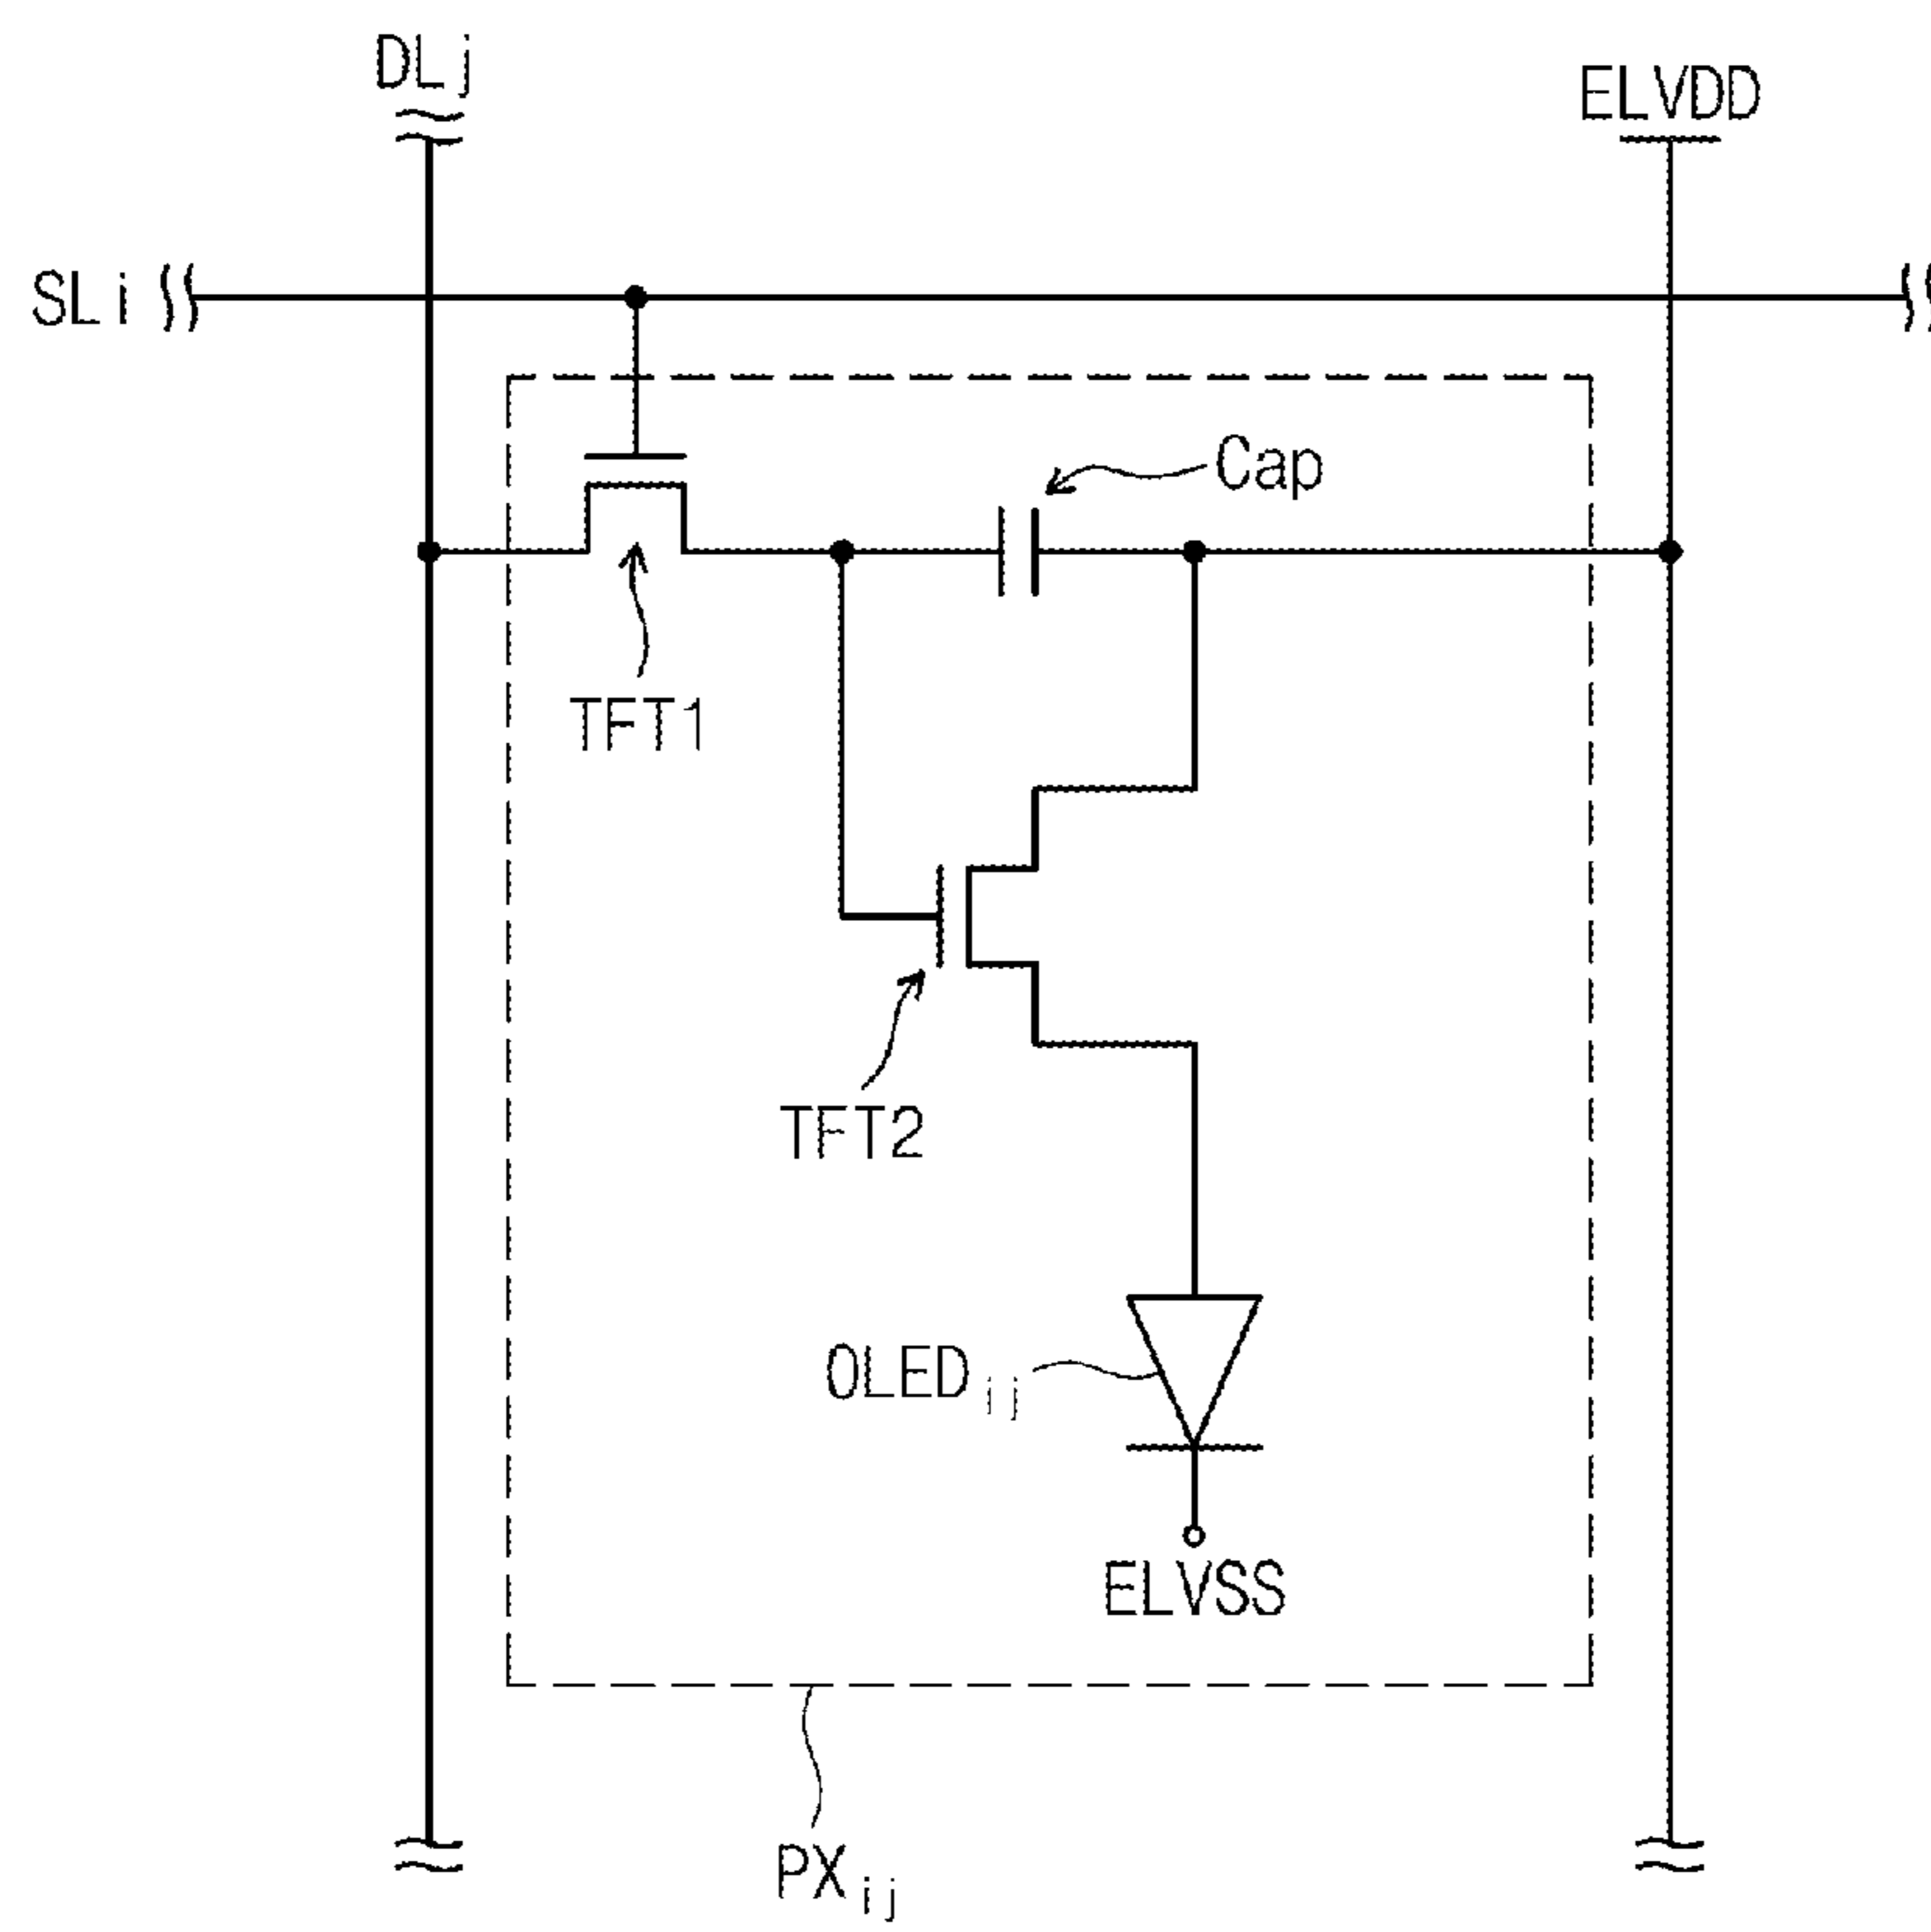 DLj
ELVDD
SLi
Cap
TFT1
TFT2
OLEDij
ELVSS
PXij